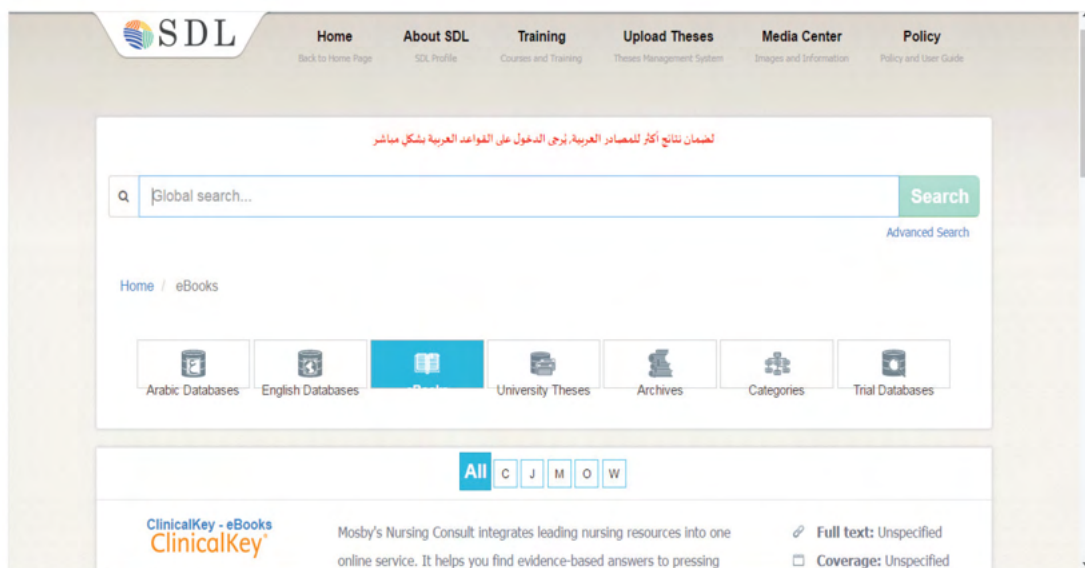 SDL
Home About SDL Training Upload Theses Media Center Policy
Back to Home Page SDL Profile Courses and Training Theses Management System Images and Information Policy and User Guide
لضمان نتائج أكثر للمصادر العربية, يُرجى الدخول على القواعد العربية بشكل مباشر
Global search...
Search
Advanced Search
Home / eBooks
Arabic Databases English Databases eBooks University Theses Archives Categories Trial Databases
All C J M O W
ClinicalKey - eBooks
ClinicalKey
Mosby's Nursing Consult integrates leading nursing resources into one
online service. It helps you find evidence-based answers to pressing
Full text: Unspecified
Coverage: Unspecified